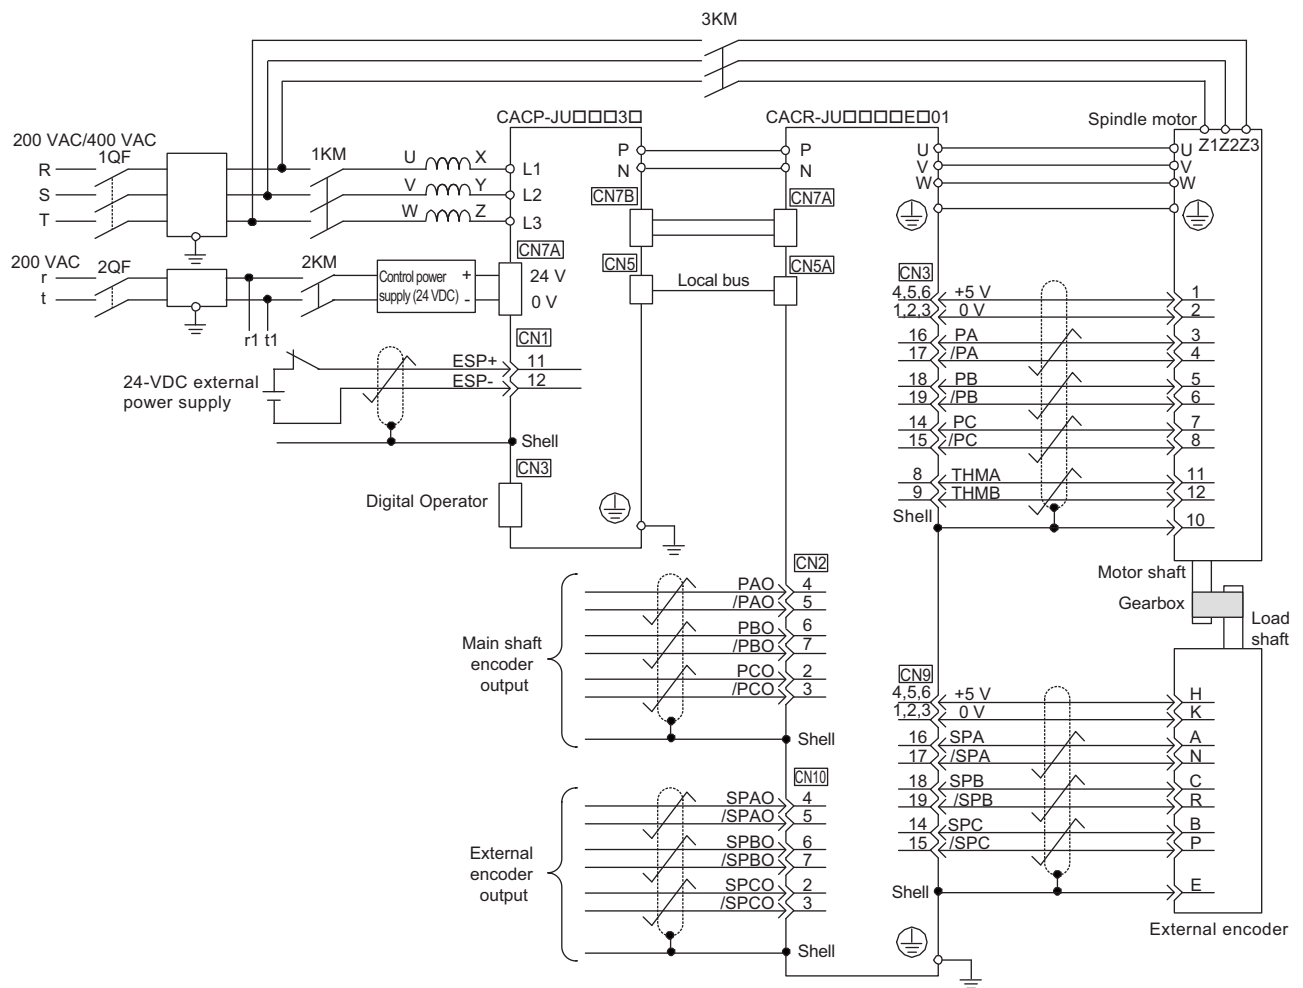 3KM
CACP-JU□□□3□
CACR-JU□□□□E□01
Spindle motor
200 VAC/400 VAC
1QF
1KM
R
S
T
U X
V Y
W Z
L1
L2
L3
P
N
P
N
U
V
W
U
V
W
Z1 Z2 Z3
CN7B
CN7A
CN5
Local bus
CN5A
200 VAC
2QF
2KM
r
t
r1 t1
Control power
supply (24 VDC)
+
-
CN7A
24 V
0 V
CN1
ESP+ 11
ESP- 12
24-VDC external
power supply
Shell
CN3
Digital Operator
CN3
4,5,6 +5 V 1
1,2,3 0 V 2
16 PA 3
17 /PA 4
18 PB 5
19 /PB 6
14 PC 7
15 /PC 8
8 THMA 11
9 THMB 12
Shell 10
Motor shaft
Gearbox
Load
shaft
CN2
Main shaft
encoder
output
PAO 4
/PAO 5
PBO 6
/PBO 7
PCO 2
/PCO 3
Shell
CN10
External
encoder
output
SPAO 4
/SPAO 5
SPBO 6
/SPBO 7
SPCO 2
/SPCO 3
Shell
CN9
4,5,6 +5 V H
1,2,3 0 V K
16 SPA A
17 /SPA N
18 SPB C
19 /SPB R
14 SPC B
15 /SPC P
Shell E
External encoder